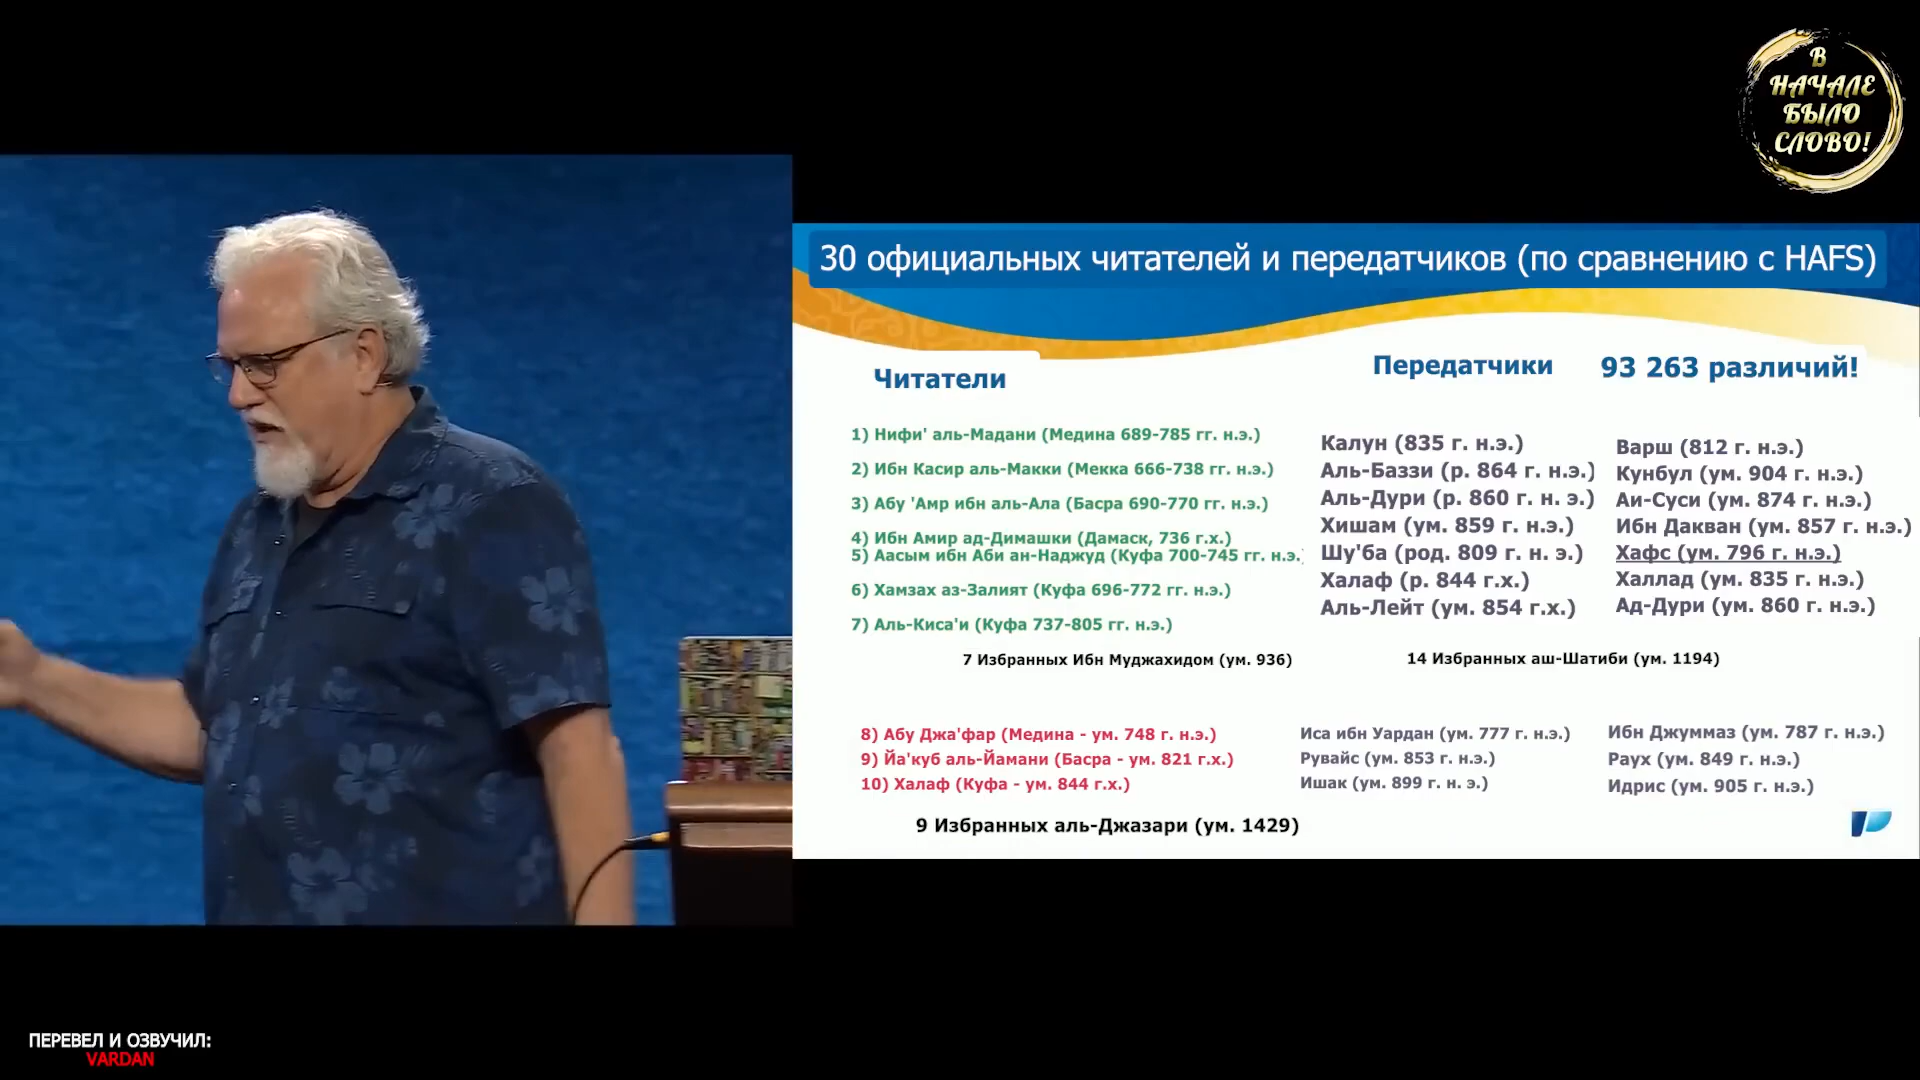 В
НАЧАЛЕ
БЫЛО
СЛОВО!
30 официальных читателей и передатчиков (по сравнению с HAFS)
Читатели
Передатчики
93 263 различий!
1) Нифи' аль-Мадани (Медина 689-785 гг. н.э.)
2) Ибн Касир аль-Макки (Мекка 666-738 гг. н.э.)
3) Абу 'Амр ибн аль-Ала (Басра 690-770 гг. н.э.)
4) Ибн Амир ад-Димашки (Дамаск, 736 г.х.)
5) Аасым ибн Аби ан-Наджуд (Куфа 700-745 гг. н.э.
6) Хамзах аз-Залият (Куфа 696-772 гг. н.э.)
7) Аль-Киса'и (Куфа 737-805 гг. н.э.)
Калун (835 г. н.э.)
Аль-Баззи (р. 864 г. н.э.)
Аль-Дури (р. 860 г. н. э.)
Хишам (ум. 859 г. н.э.)
Шу'ба (род. 809 г. н. э.)
Халаф (р. 844 г.х.)
Аль-Лейт (ум. 854 г.х.)
Варш (812 г. н.э.)
Кунбул (ум. 904 г. н.э.)
Аи-Суси (ум. 874 г. н.э.)
Ибн Дакван (ум. 857 г. н.э.)
Хафс (ум. 796 г. н.э.)
Халлад (ум. 835 г. н.э.)
Ад-Дури (ум. 860 г. н.э.)
7 Избранных Ибн Муджахидом (ум. 936)
14 Избранных аш-Шатиби (ум. 1194)
8) Абу Джа'фар (Медина - ум. 748 г. н.э.)
9) Йа'куб аль-Йамани (Басра - ум. 821 г.х.)
10) Халаф (Куфа - ум. 844 г.х.)
Иса ибн Уардан (ум. 777 г. н.э.)
Рувайс (ум. 853 г. н.э.)
Ишак (ум. 899 г. н. э.)
Ибн Джуммаз (ум. 787 г. н.э.)
Раух (ум. 849 г. н.э.)
Идрис (ум. 905 г. н.э.)
9 Избранных аль-Джазари (ум. 1429)
ПЕРЕВЕЛ И ОЗВУЧИЛ:
VARDAN